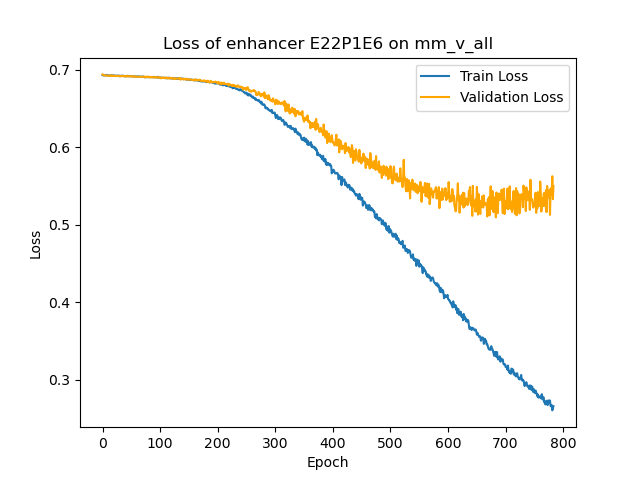 Loss of enhancer E22P1E6 on mm_v_all
Train Loss
Validation Loss
0.7
0.6
0.5
0.4
0.3
Loss
0 100 200 300 400 500 600 700 800
Epoch